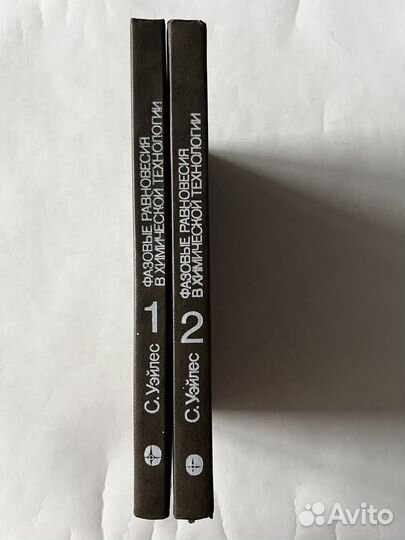 С. Уэйлес
1
ФАЗОВЫЕ РАВНОВЕСИЯ
В ХИМИЧЕСКОЙ ТЕХНОЛОГИИ
С. Уэйлес
2
ФАЗОВЫЕ РАВНОВЕСИЯ
В ХИМИЧЕСКОЙ ТЕХНОЛОГИИ
Avito